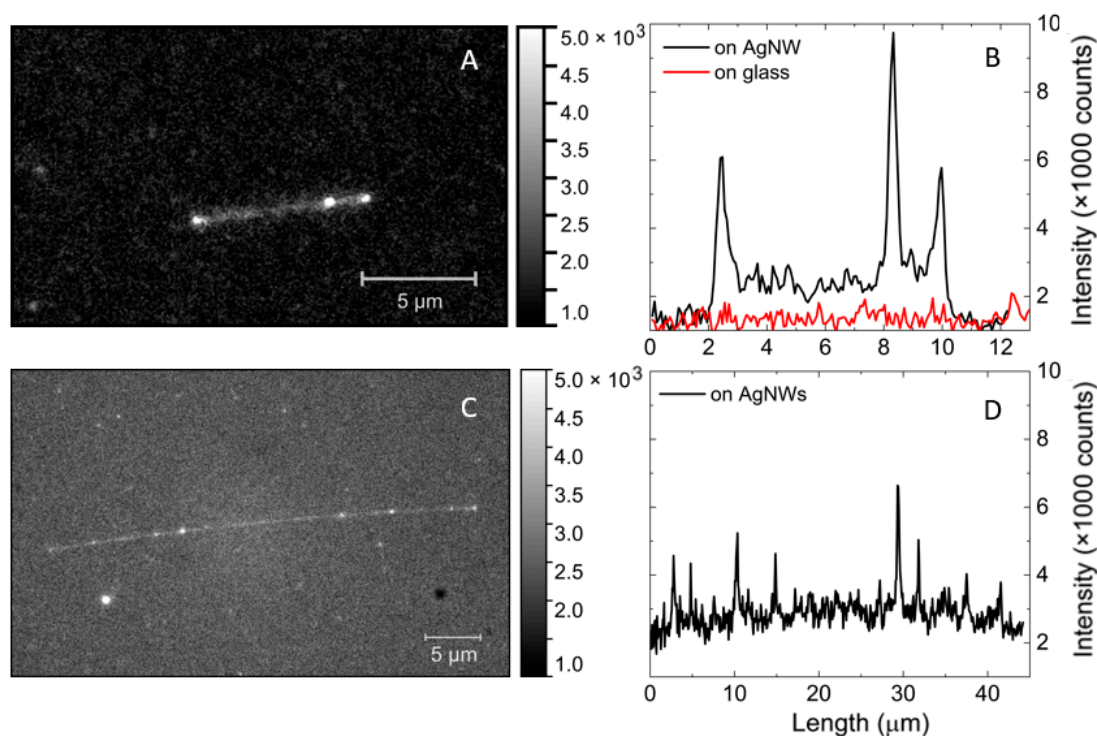 A
5 μm
5.0 × 10³
4.5
4.0
3.5
3.0
2.5
2.0
1.0
B
on AgNW
on glass
10
8
6
4
2
Intensity (×1000 counts)
0 2 4 6 8 10 12
C
5 μm
5.0 × 10³
4.5
4.0
3.5
3.0
2.5
2.0
1.0
D
on AgNWs
10
8
6
4
2
Intensity (×1000 counts)
0 10 20 30 40
Length (μm)